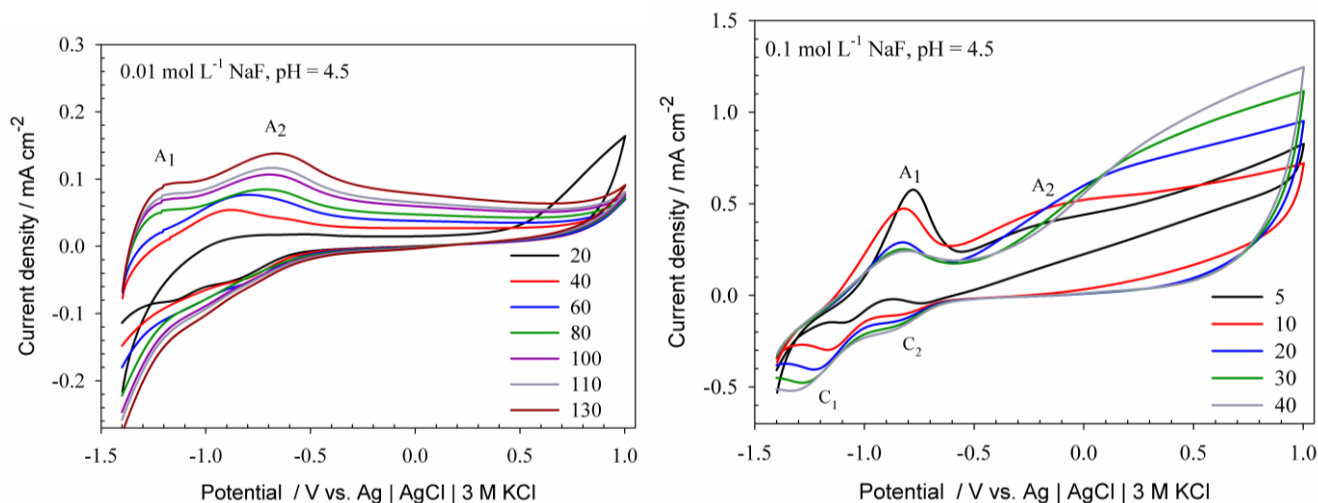 0.3
0.2
0.1
0.0
-0.1
-0.2
Current density / mA cm-2
0.01 mol L-1 NaF, pH = 4.5
A1
A2
20
40
60
80
100
110
130
-1.5
-1.0
-0.5
0.0
0.5
1.0
Potential / V vs. Ag | AgCl | 3 M KCl
1.5
1.0
0.5
0.0
-0.5
Current density / mA cm-2
0.1 mol L-1 NaF, pH = 4.5
A1
A2
C2
C1
5
10
20
30
40
-1.5
-1.0
-0.5
0.0
0.5
1.0
Potential / V vs. Ag | AgCl | 3 M KCl